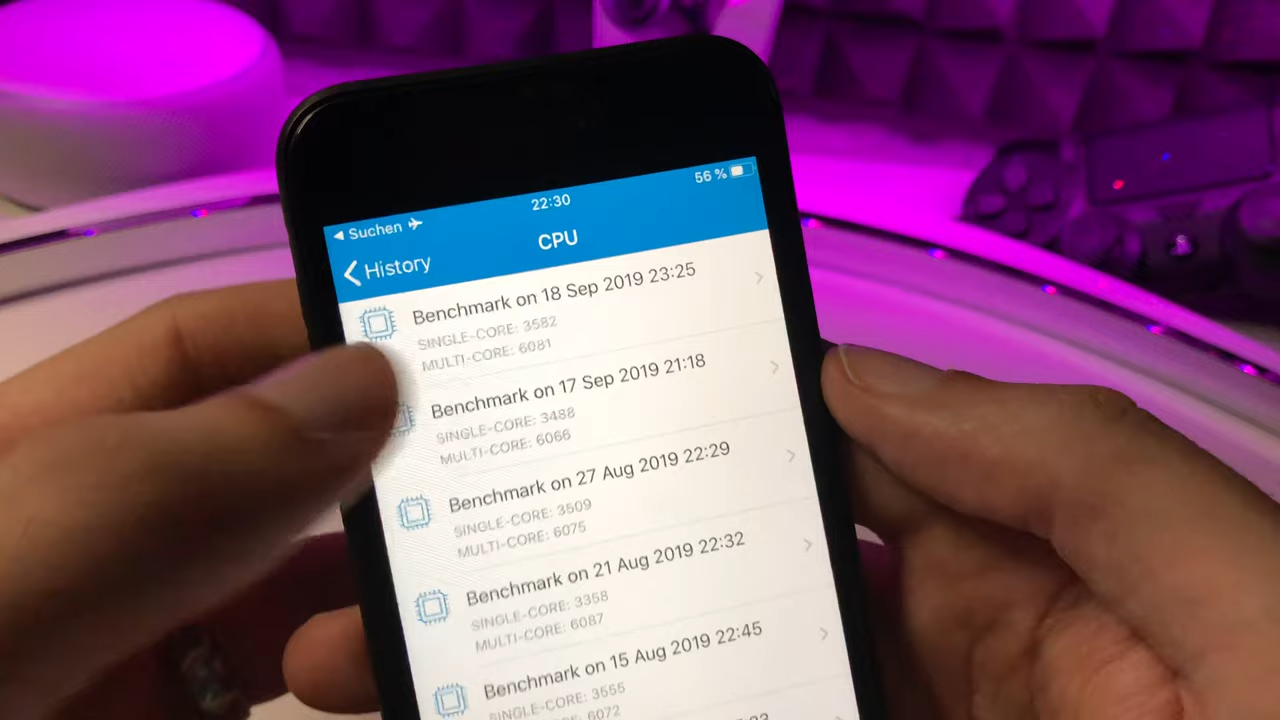 22:30
56 %
Suchen
History
CPU
Benchmark on 18 Sep 2019 23:25
SINGLE-CORE: 3582
MULTI-CORE: 6081
Benchmark on 17 Sep 2019 21:18
SINGLE-CORE: 3488
MULTI-CORE: 6066
Benchmark on 27 Aug 2019 22:29
SINGLE-CORE: 3509
MULTI-CORE: 6075
Benchmark on 21 Aug 2019 22:32
SINGLE-CORE: 3358
MULTI-CORE: 6087
Benchmark on 15 Aug 2019 22:45
SINGLE-CORE: 3555
6072